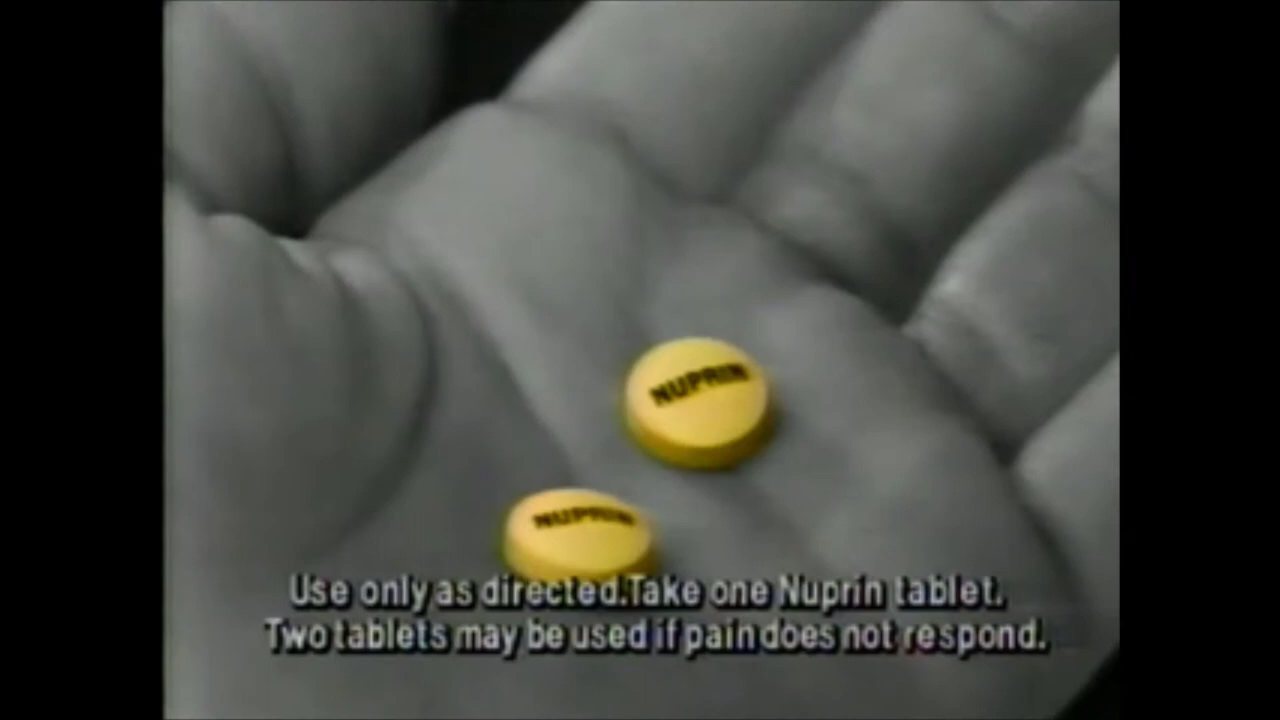 NUPRIN
NUPRIN
Use only as directed.Take one Nuprin tablet.
Two tablets may be used if pain does not respond.